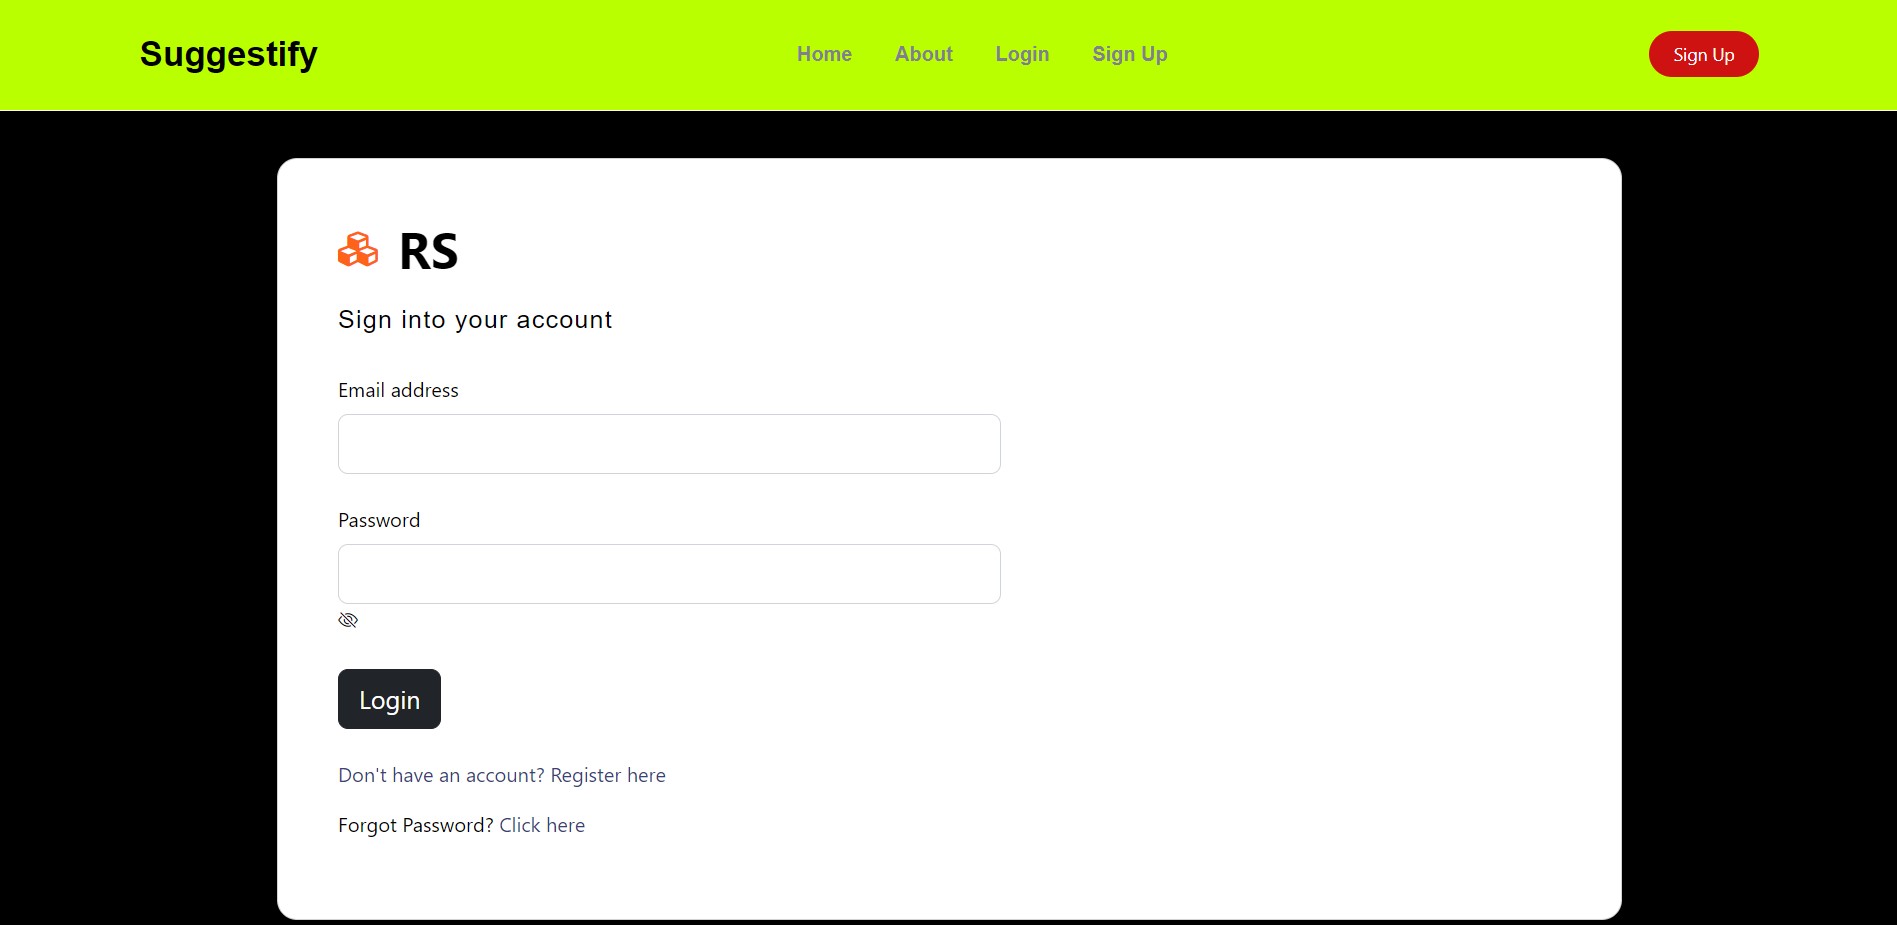 Suggestify
Home About Login Sign Up
Sign Up
RS
Sign into your account
Email address
Password
Login
Don't have an account? Register here
Forgot Password? Click here